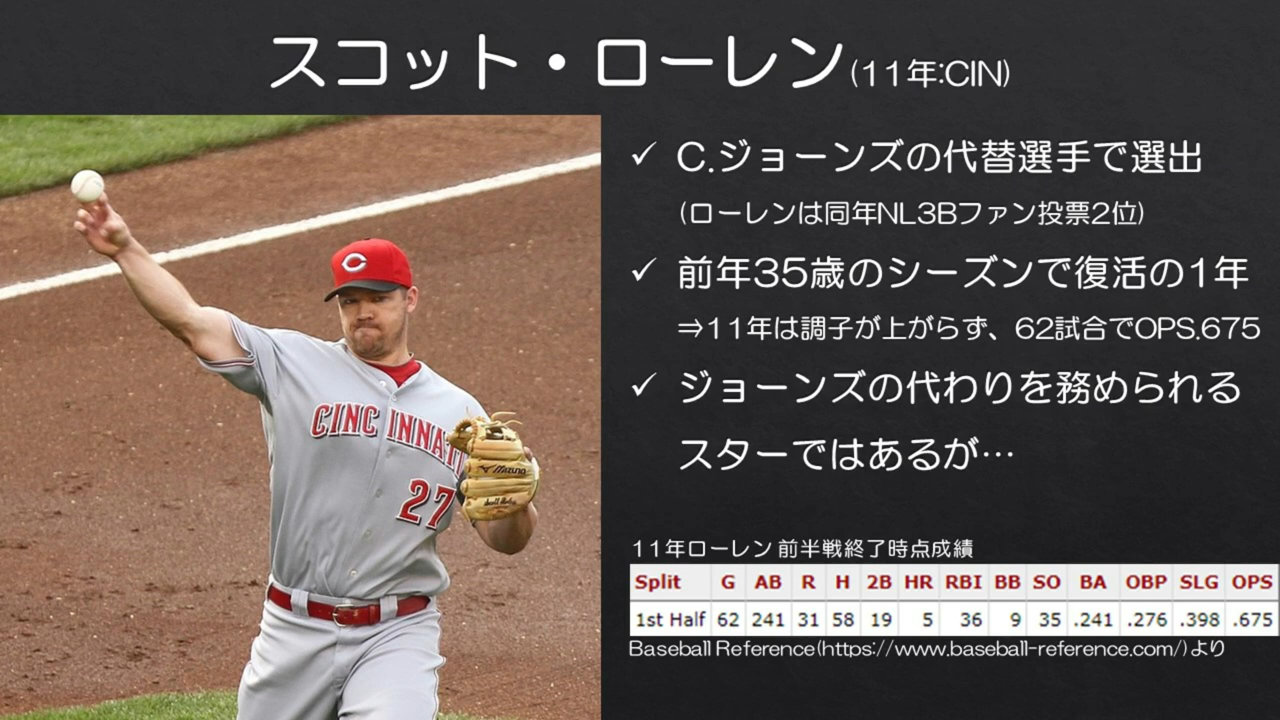 スコット・ローレン(11年:CIN)
✓ C.ジョーンズの代替選手で選出
(ローレンは同年NL3Bファン投票2位)
✓ 前年35歳のシーズンで復活の1年
⇒11年は調子が上がらず、62試合でOPS.675
✓ ジョーンズの代わりを務められる
スターではあるが…
CINCINNATI
27
Mizuno
11年ローレン 前半戦終了時点成績
Split G AB R H 2B HR RBI BB SO BA OBP SLG OPS
1st Half 62 241 31 58 19 5 36 9 35 .241 .276 .398 .675
Baseball Reference(https://www.baseball-reference.com/)より